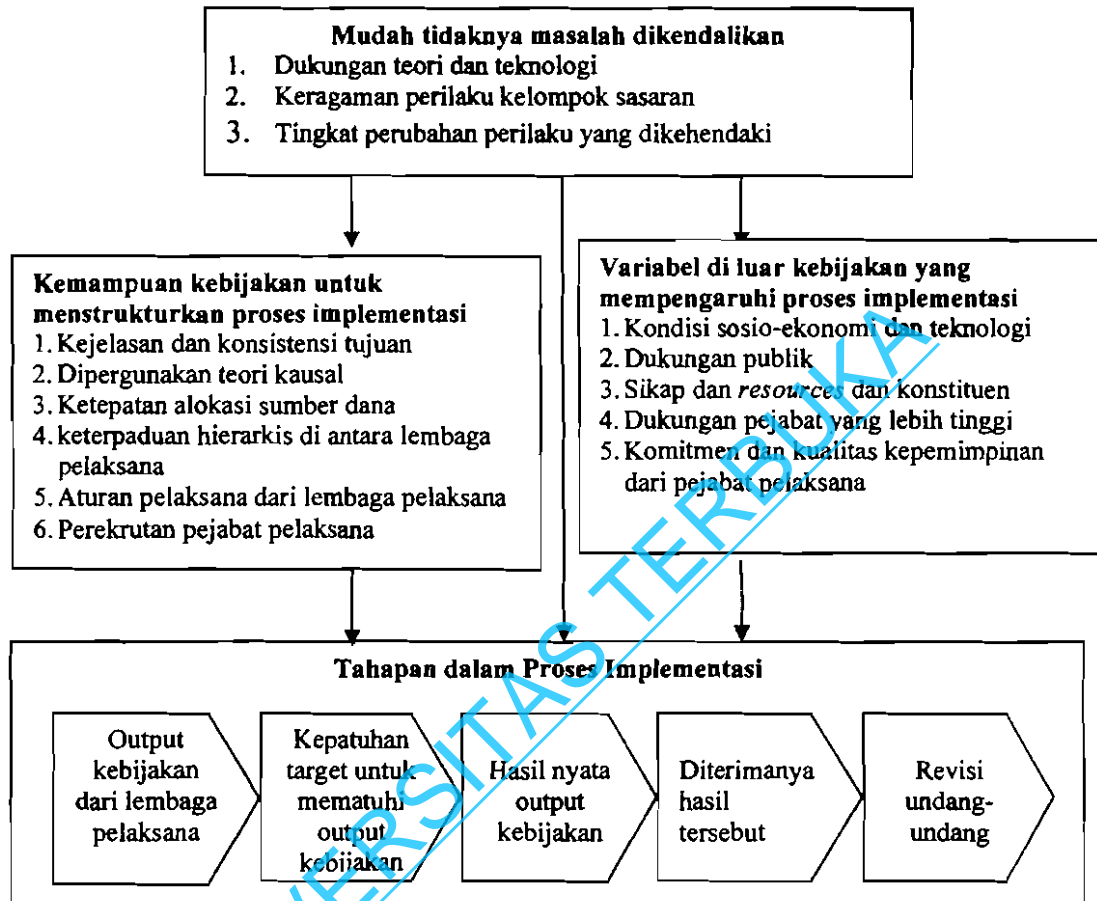 Mudah tidaknya masalah dikendalikan
1. Dukungan teori dan teknologi
2. Keragaman perilaku kelompok sasaran
3. Tingkat perubahan perilaku yang dikehendaki
Kemampuan kebijakan untuk
menstrukturkan proses implementasi
1. Kejelasan dan konsistensi tujuan
2. Dipergunakan teori kausal
3. Ketepatan alokasi sumber dana
4. keterpaduan hierarkis di antara lembaga
pelaksana
5. Aturan pelaksana dari lembaga pelaksana
6. Perekrutan pejabat pelaksana
Variabel di luar kebijakan yang
mempengaruhi proses implementasi
1. Kondisi sosio-ekonomi dan teknologi
2. Dukungan publik
3. Sikap dan resources dari konstituen
4. Dukungan pejabat yang lebih tinggi
5. Komitmen dan kualitas kepemimpinan
dari pejabat pelaksana
Tahapan dalam Proses Implementasi
Output
kebijakan
dari lembaga
pelaksana
Kepatuhan
target untuk
mematuhi
output
kebijakan
Hasil nyata
output
kebijakan
Diterimanya
hasil
tersebut
Revisi
undang-
undang
ERSITAS TERBUKA